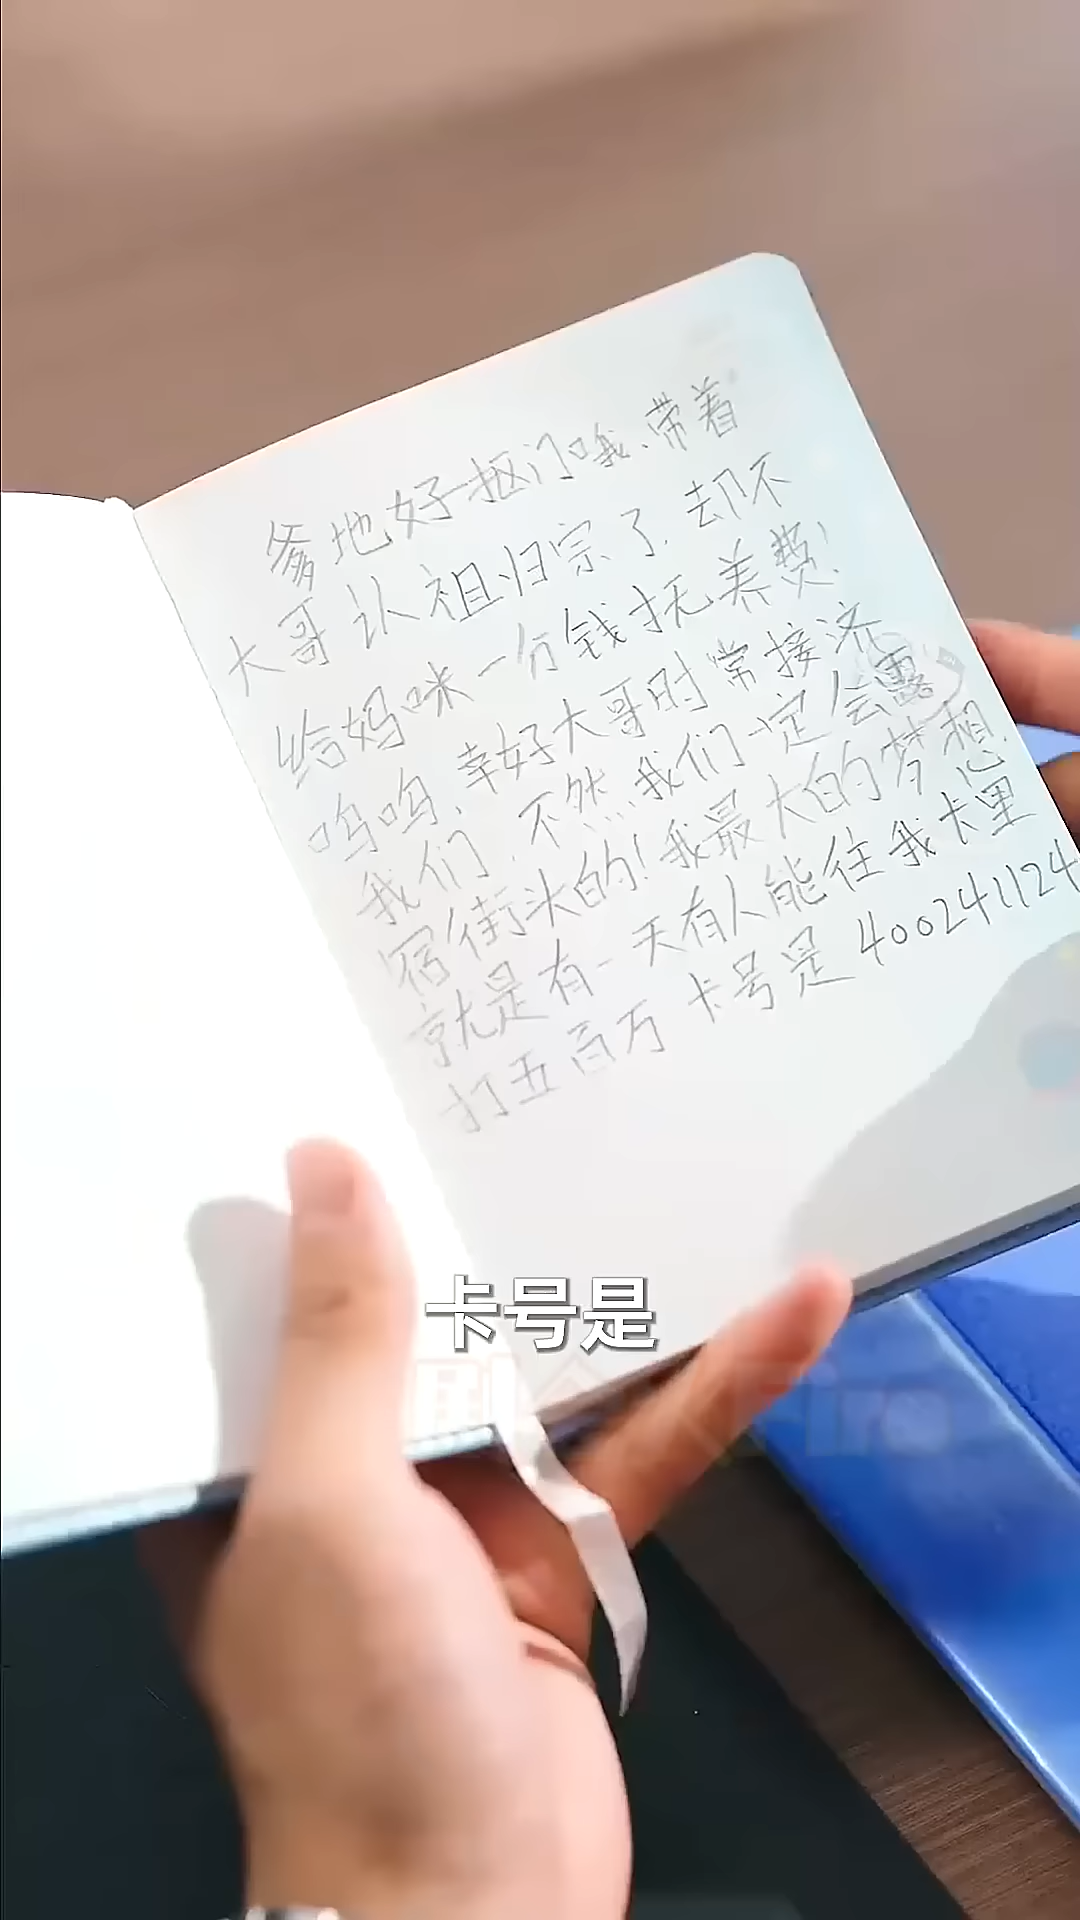 爹地好抠门哦、带着
大哥认祖归宗了.却不
给妈咪一分钱抚养费!
呜呜、幸好大哥时常接济
我们.不然.我们一定会露
宿街头的!我最大的梦想.
就是有一天有人能往我卡里
打五百万 卡号是 400241124
卡号是